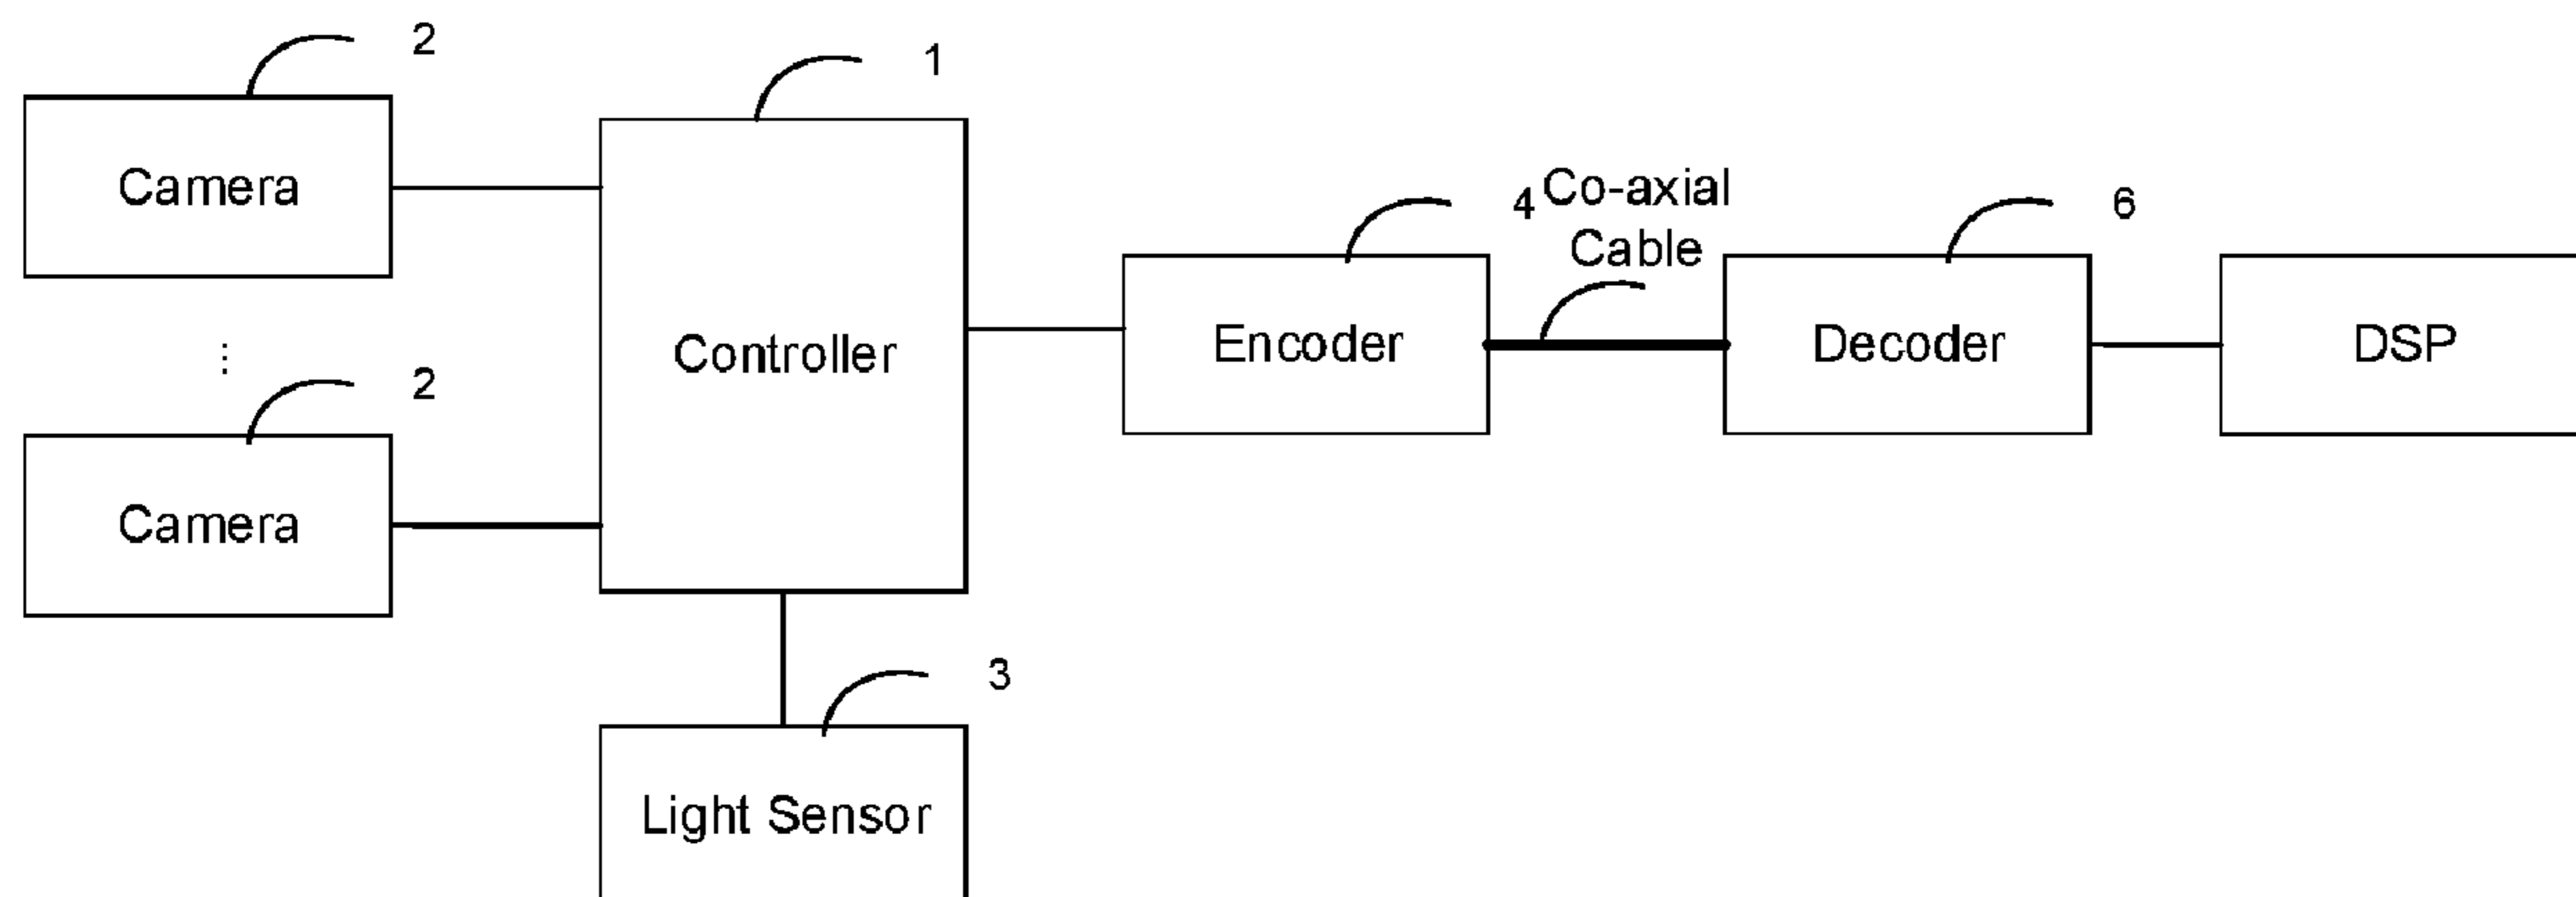 2
1
Camera
4
Co-axial
Cable
6
Controller
Encoder
Decoder
DSP
⋮
2
Camera
3
Light Sensor